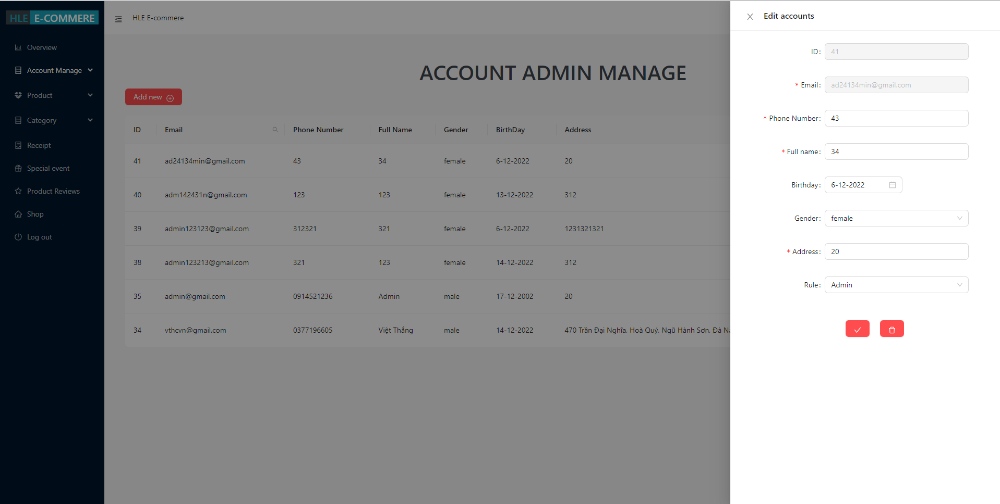 HLE E-COMMERE
Overview
Account Manage
Product
Category
Receipt
Special event
Product Reviews
Shop
Log out
HLE E-commere
ACCOUNT ADMIN MANAGE
Add new
ID Email Phone Number Full Name Gender BirthDay Address
41 ad24134min@gmail.com 43 34 female 6-12-2022 20
40 adm142431n@gmail.com 123 123 female 13-12-2022 312
39 admin123123@gmail.com 312321 321 female 6-12-2022 1231321321
38 admin123213@gmail.com 321 123 female 14-12-2022 312
35 admin@gmail.com 0914521236 Admin male 17-12-2002 20
34 vthcvn@gmail.com 0377196605 Việt Thắng male 14-12-2022 470 Trần Đại Nghĩa, Hoà Quý, Ngũ Hành Sơn, Đà
Edit accounts
ID: 41
* Email: ad24134min@gmail.com
* Phone Number: 43
* Full name: 34
Birthday: 6-12-2022
Gender: female
* Address: 20
Rule: Admin